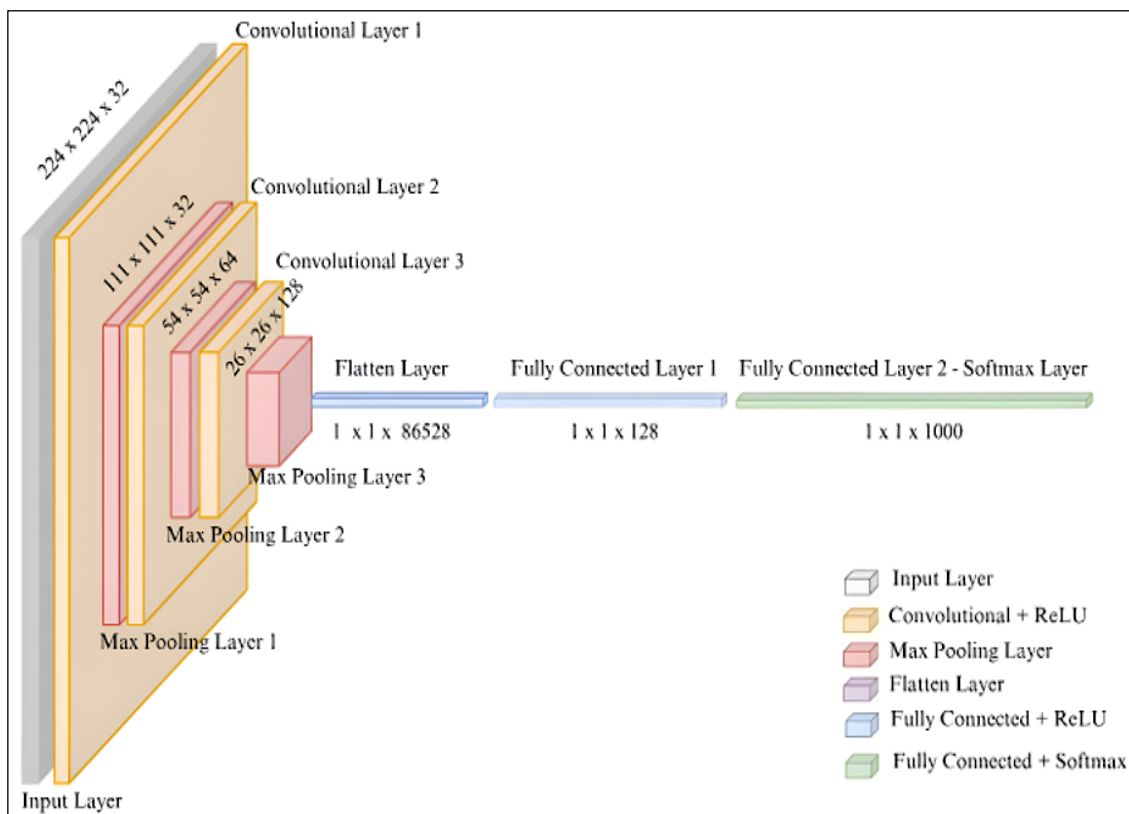 Convolutional Layer 1
224 x 224 x 32
Convolutional Layer 2
111 x 111 x 32
Convolutional Layer 3
54 x 54 x 64
26 x 26 x 128
Flatten Layer
Fully Connected Layer 1
Fully Connected Layer 2 - Softmax Layer
1 x 1 x 86528
1 x 1 x 128
1 x 1 x 1000
Max Pooling Layer 3
Max Pooling Layer 2
Max Pooling Layer 1
Input Layer
Input Layer
Convolutional + ReLU
Max Pooling Layer
Flatten Layer
Fully Connected + ReLU
Fully Connected + Softmax